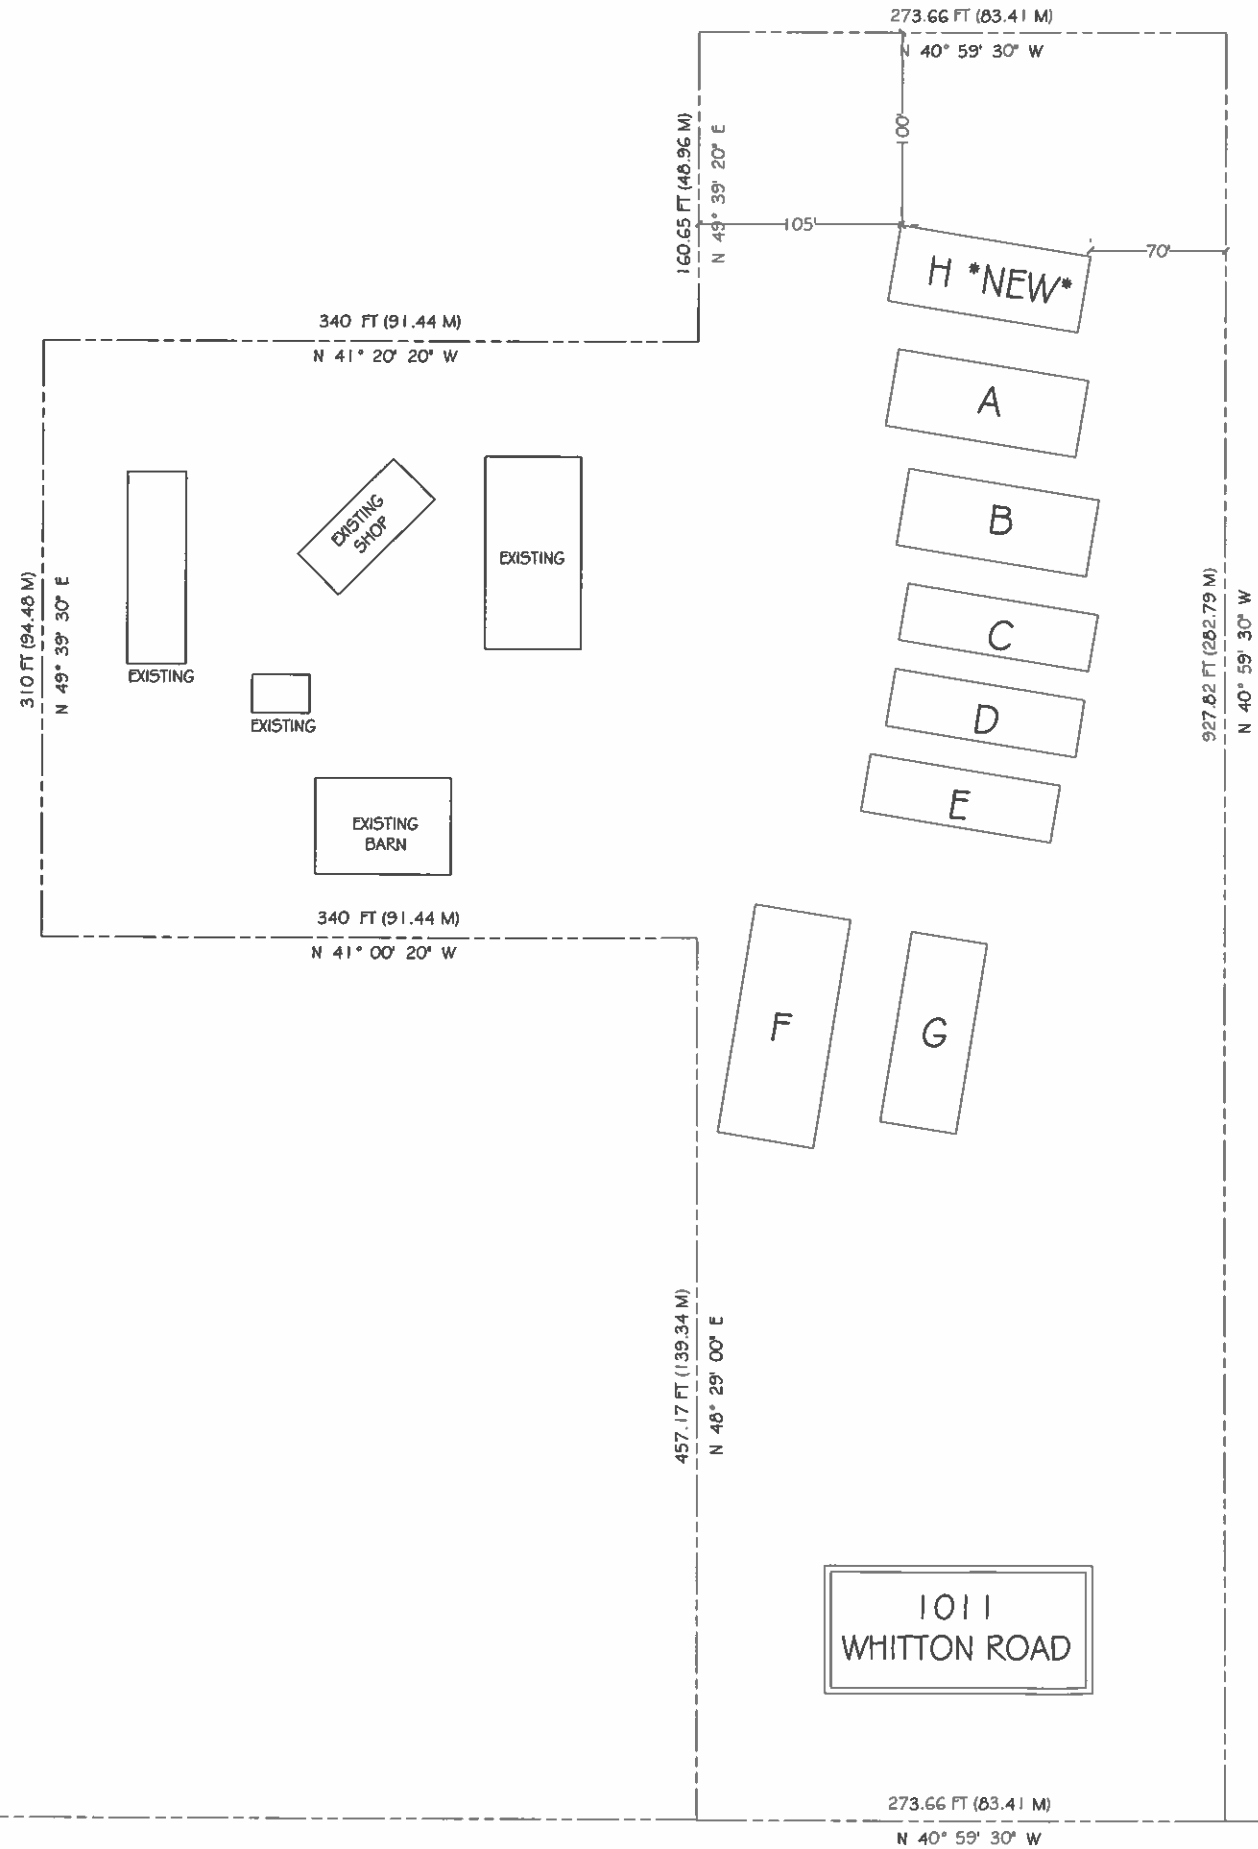 273.66 FT (83.41 M)
N 40° 59' 30" W
160.65 FT (48.96 M)
N 49° 39' 20" E
100'
105'
70'
H *NEW*
340 FT (91.44 M)
N 41° 20' 20" W
A
B
C
D
E
EXISTING
SHOP
EXISTING
EXISTING
EXISTING
EXISTING
BARN
310 FT (94.48 M)
N 49° 39' 30" E
927.82 FT (282.79 M)
N 40° 59' 30" W
340 FT (91.44 M)
N 41° 00' 20" W
F
G
457.17 FT (139.34 M)
N 48° 29' 00" E
1011
WHITTON ROAD
273.66 FT (83.41 M)
N 40° 59' 30" W